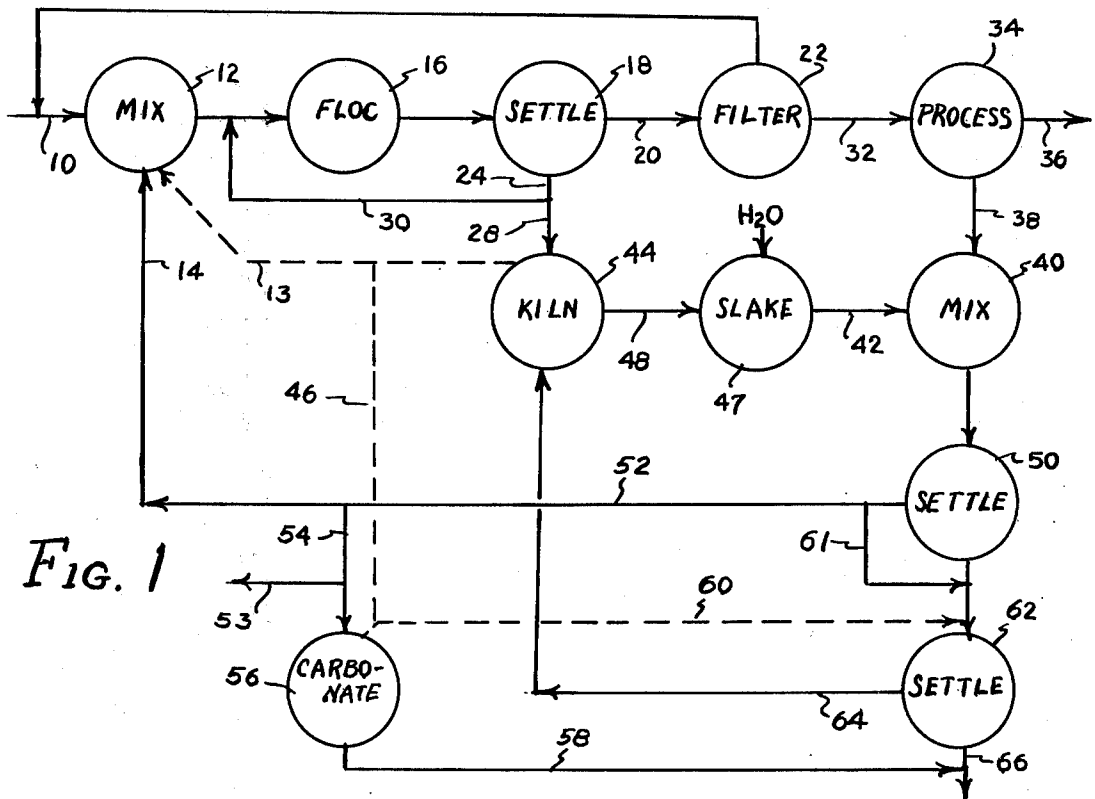 34
12
16
18
22
MIX
FLOC
SETTLE
FILTER
PROCESS
10
20
32
36
24
30
28
H2O
38
14
13
44
40
KILN
SLAKE
MIX
48
42
46
47
52
50
SETTLE
54
61
FIG. 1
53
60
62
56
CARBO-
NATE
SETTLE
64
58
66